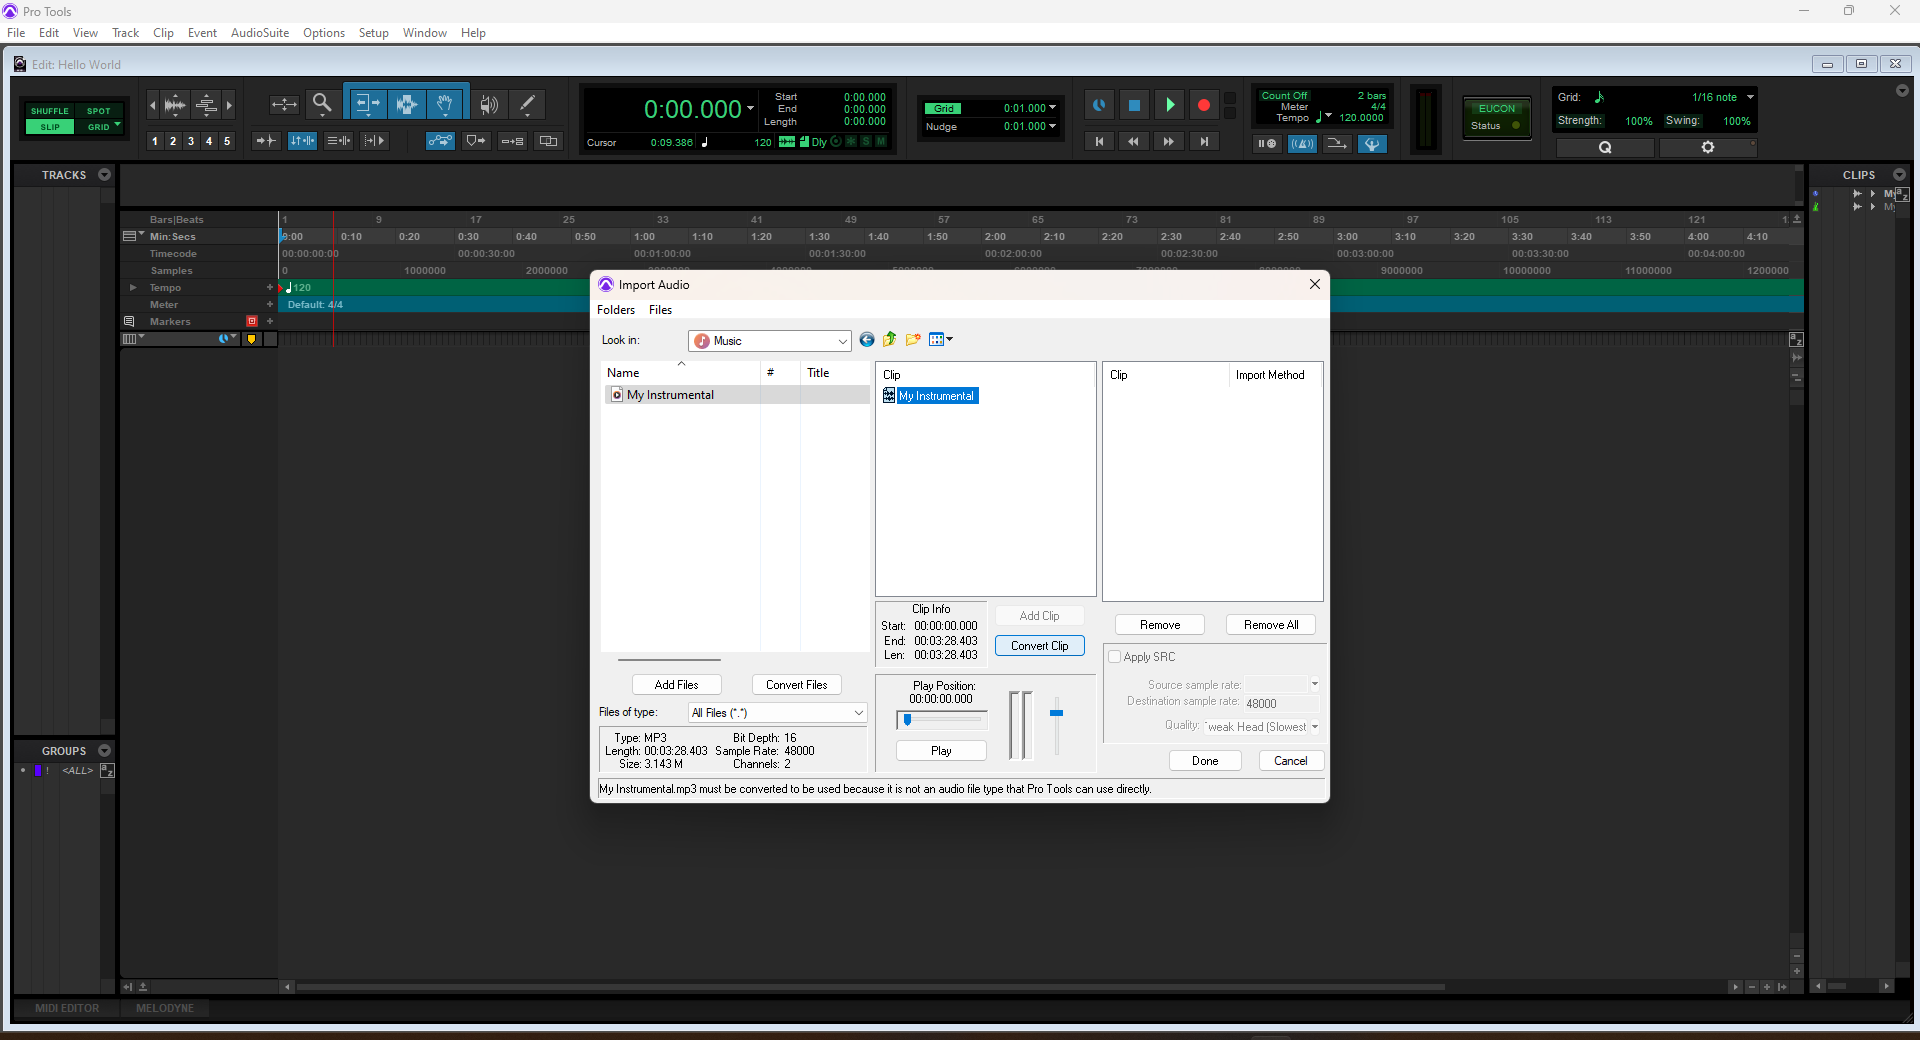 Pro Tools
File Edit View Track Clip Event AudioSuite Options Setup Window Help
Edit: Hello World
SHUFFLE SPOT
SLIP GRID
1 2 3 4 5
0:00.000
Start 0:00.000
End 0:00.000
Length 0:00.000
Cursor 0:09.386 120 Dly S M
Grid 0:01.000
Nudge 0:01.000
Count Off 2 bars
Meter 4/4
Tempo 120.0000
EUCON
Status
Grid: 1/16 note
Strength: 100% Swing: 100%
Q
TRACKS
CLIPS
Bars|Beats 1 9 17 25 33 41 49 57 65 73 81 89 97 105 113 121
Min:Secs 0:00 0:10 0:20 0:30 0:40 0:50 1:00 1:10 1:20 1:30 1:40 1:50 2:00 2:10 2:20 2:30 2:40 2:50 3:00 3:10 3:20 3:30 3:40 3:50 4:00 4:10
Timecode 00:00:00:00 00:00:30:00 00:01:00:00 00:01:30:00 00:02:00:00 00:02:30:00 00:03:00:00 00:03:30:00 00:04:00:00
Samples 0 1000000 2000000 9000000 10000000 11000000 1200000
Tempo + 120
Meter + Default: 4/4
Markers +
GROUPS
! <ALL> a z
MIDI EDITOR MELODYNE
Import Audio
Folders Files
Look in: Music
Name # Title
My Instrumental
Clip
My Instrumental
Clip Import Method
Clip Info
Start: 00:00:00.000
End: 00:03:28.403
Len: 00:03:28.403
Add Clip
Convert Clip
Remove Remove All
Apply SRC
Source sample rate:
Destination sample rate: 48000
Quality: weak Head (Slowest
Add Files Convert Files
Files of type: All Files (*.*)
Type: MP3 Bit Depth: 16
Length: 00:03:28.403 Sample Rate: 48000
Size: 3.143 M Channels: 2
Play Position:
00:00:00.000
Play
Done Cancel
My Instrumental.mp3 must be converted to be used because it is not an audio file type that Pro Tools can use directly.